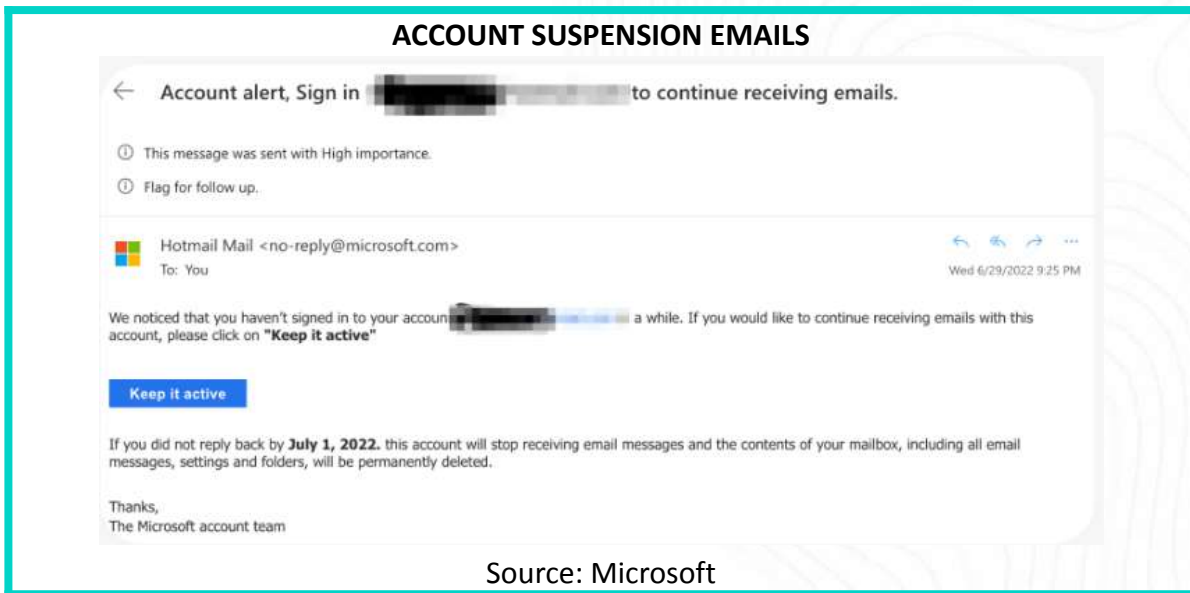 ACCOUNT SUSPENSION EMAILS
Account alert, Sign in to continue receiving emails.
This message was sent with High importance.
Flag for follow up.
Hotmail Mail <no-reply@microsoft.com>
To: You
Wed 6/29/2022 9:25 PM
We noticed that you haven't signed in to your accoun a while. If you would like to continue receiving emails with this
account, please click on "Keep it active"
Keep it active
If you did not reply back by July 1, 2022. this account will stop receiving email messages and the contents of your mailbox, including all email
messages, settings and folders, will be permanently deleted.
Thanks,
The Microsoft account team
Source: Microsoft